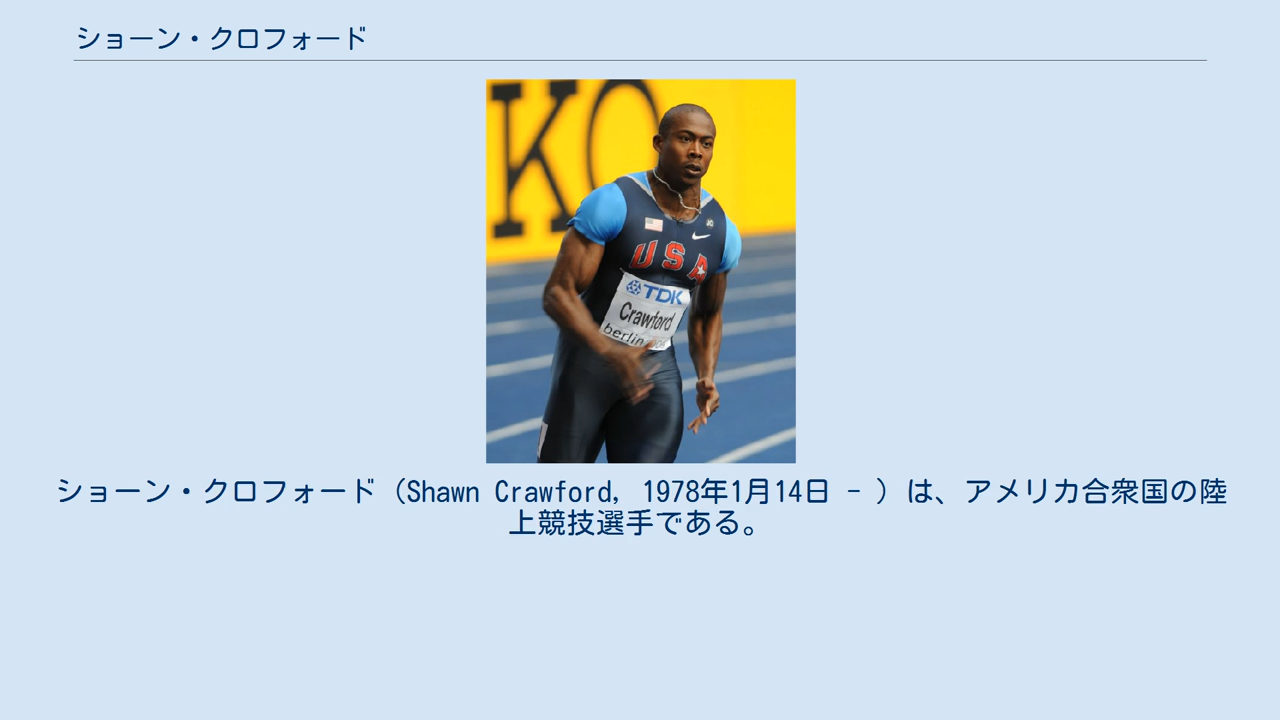 ショーン・クロフォード
KO
USA
TDK
Crawford
berlin
ショーン・クロフォード（Shawn Crawford, 1978年1月14日 - ）は、アメリカ合衆国の陸
上競技選手である。